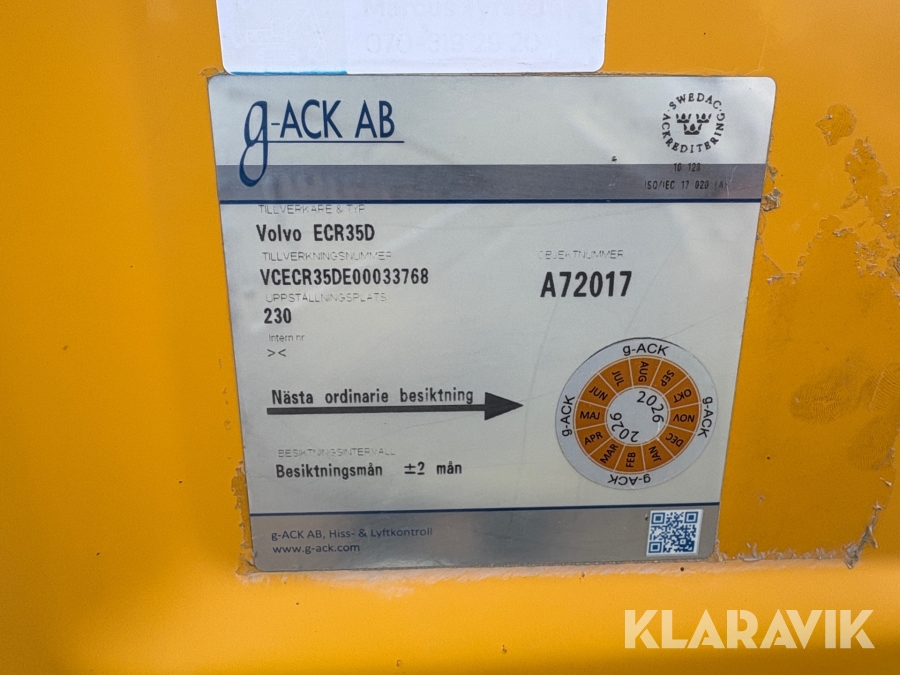 g-ACK AB
SWEDAC
ACKREDITERING
10 128
ISO/IEC 17 020 (A)
TILLVERKARE & TYP
Volvo ECR35D
TILLVERKNINGSNUMMER
VCECR35DE00033768
OBJEKTNUMMER
A72017
UPPSTÄLLNINGSPLATS
230
Intern nr
><
Nästa ordinarie besiktning
g-ACK
g-ACK
g-ACK
g-ACK
JAN
FEB
MAR
APR
MAJ
JUN
JUL
AUG
SEP
OKT
NOV
DEC
2026
2026
BESIKTNINGSINTERVALL
Besiktningsmån ±2 mån
g-ACK AB, Hiss- & Lyftkontroll
www.g-ack.com
KLARAVIK